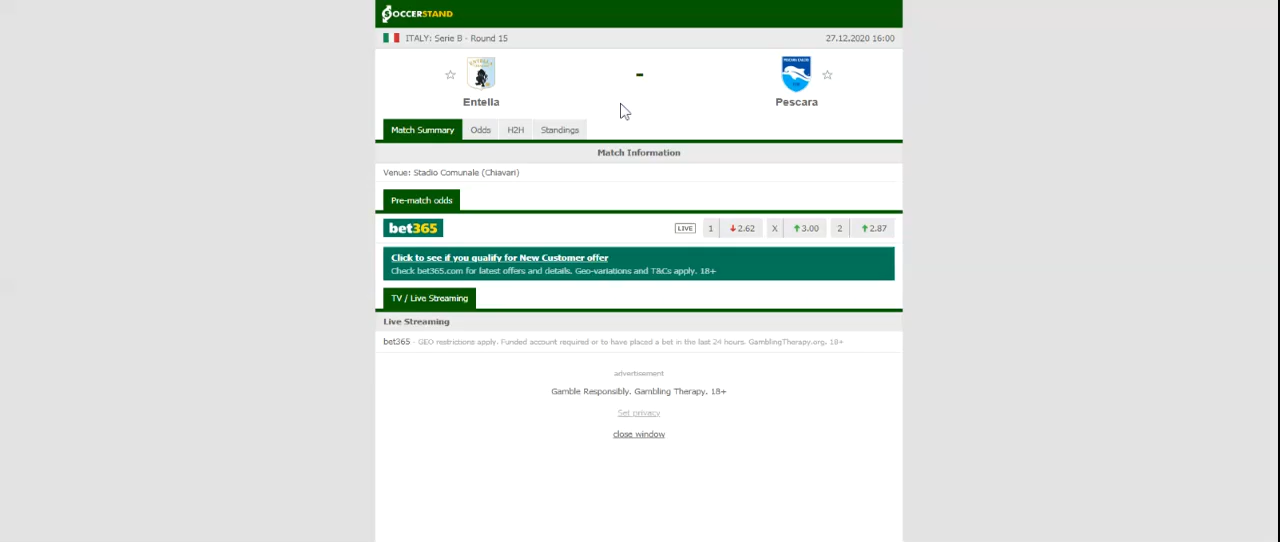 SOCCERSTAND
ITALY: Serie B - Round 15 27.12.2020 16:00
-
Entella Pescara
Match Summary Odds H2H Standings
Match Information
Venue: Stadio Comunale (Chiavari)
Pre-match odds
bet365 LIVE 1 2.62 X 3.00 2 2.87
Click to see if you qualify for New Customer offer
Check bet365.com for latest offers and details. Geo-variations and T&Cs apply. 18+
TV / Live Streaming
Live Streaming
bet365 - GEO restrictions apply. Funded account required or to have placed a bet in the last 24 hours. GamblingTherapy.org, 18+
advertisement
Gamble Responsibly. Gambling Therapy. 18+
Set privacy
close window